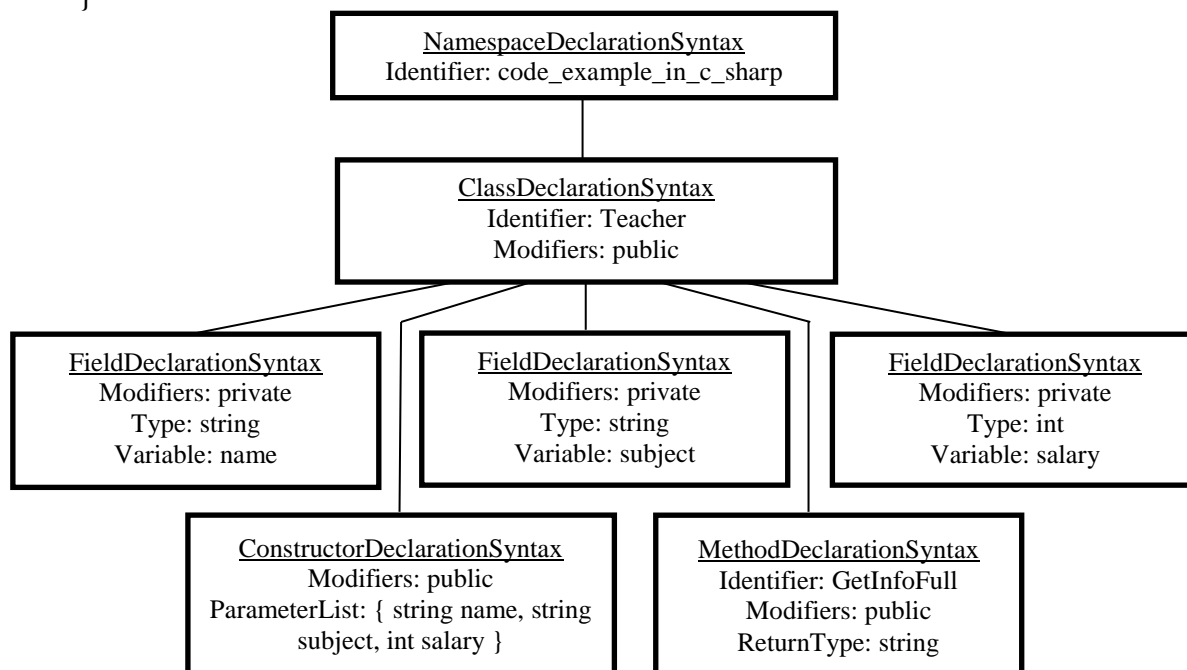 }
NamespaceDeclarationSyntax
Identifier: code_example_in_c_sharp
ClassDeclarationSyntax
Identifier: Teacher
Modifiers: public
FieldDeclarationSyntax
Modifiers: private
Type: string
Variable: name
FieldDeclarationSyntax
Modifiers: private
Type: string
Variable: subject
FieldDeclarationSyntax
Modifiers: private
Type: int
Variable: salary
ConstructorDeclarationSyntax
Modifiers: public
ParameterList: { string name, string
subject, int salary }
MethodDeclarationSyntax
Identifier: GetInfoFull
Modifiers: public
ReturnType: string